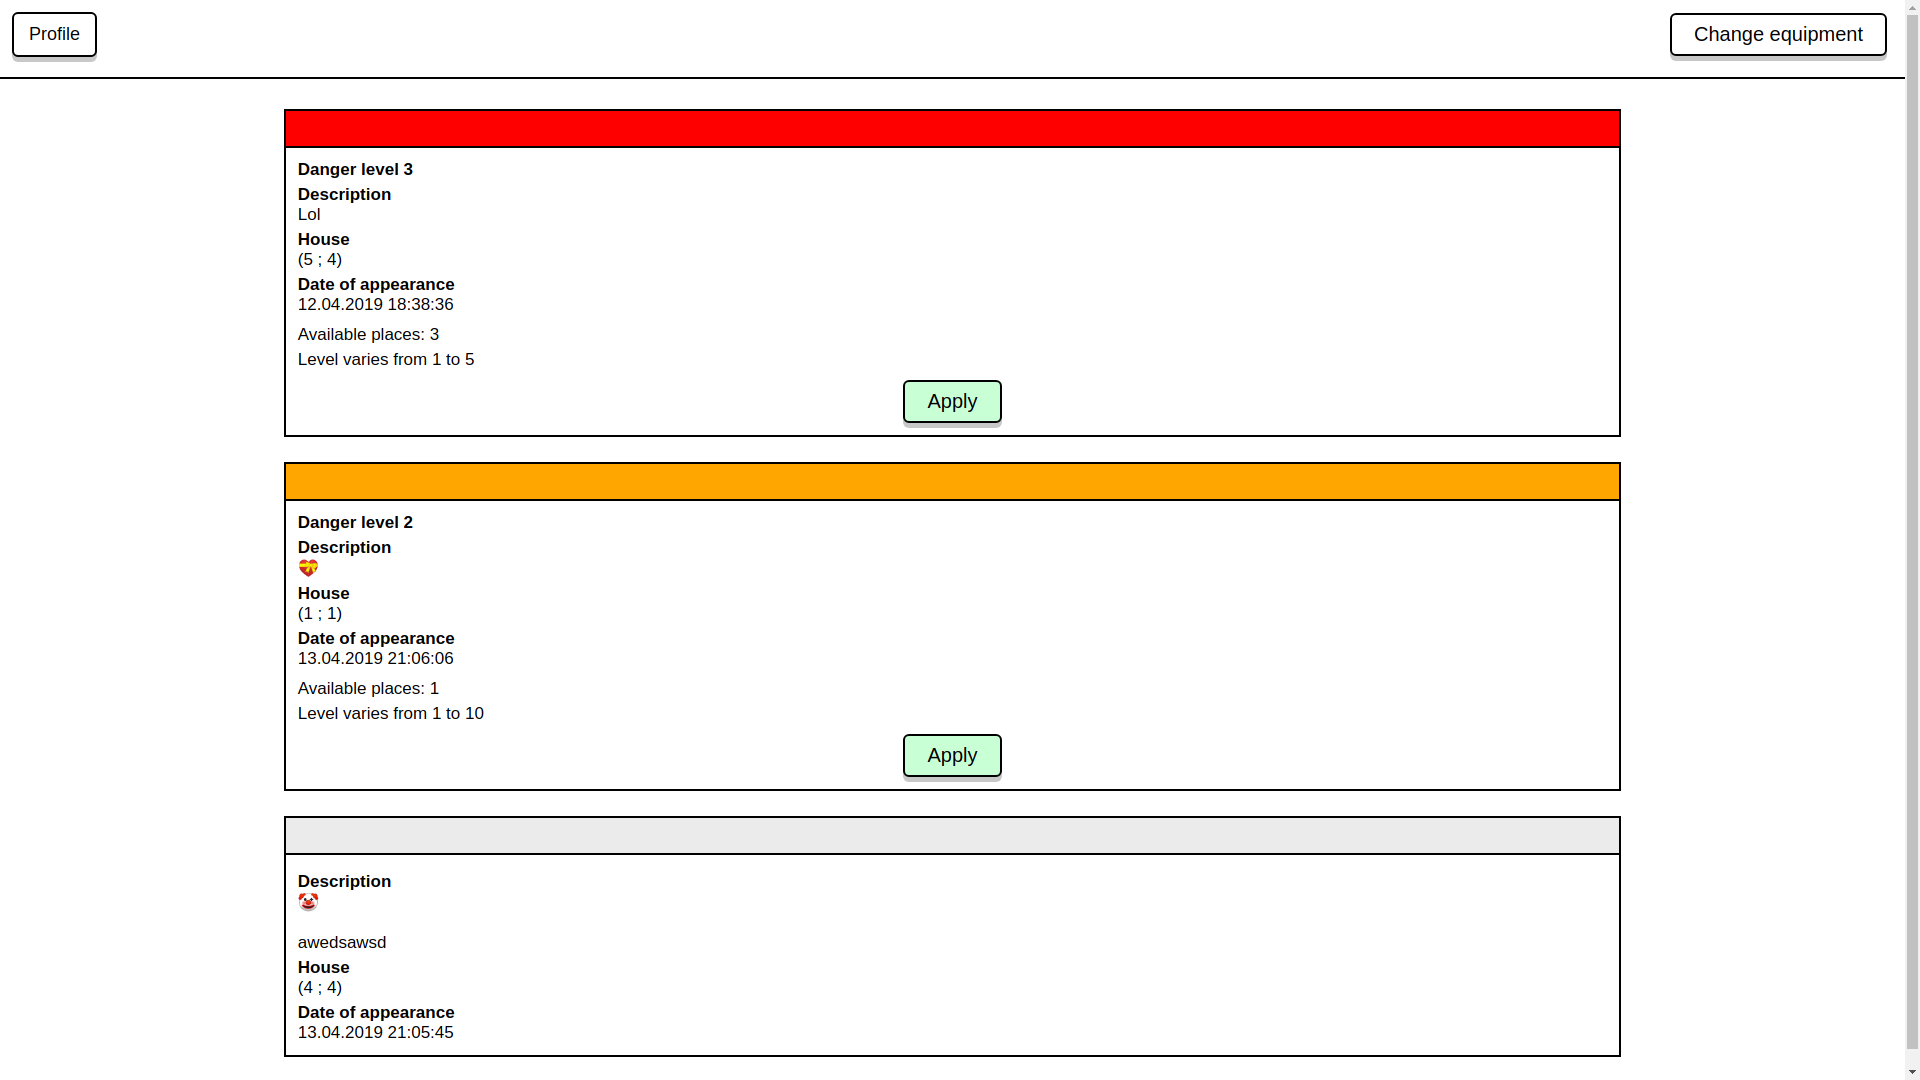 Profile
Change equipment
Danger level 3
Description
Lol
House
(5 ; 4)
Date of appearance
12.04.2019 18:38:36
Available places: 3
Level varies from 1 to 5
Apply
Danger level 2
Description
💝
House
(1 ; 1)
Date of appearance
13.04.2019 21:06:06
Available places: 1
Level varies from 1 to 10
Apply
Description
🤡
awedsawsd
House
(4 ; 4)
Date of appearance
13.04.2019 21:05:45